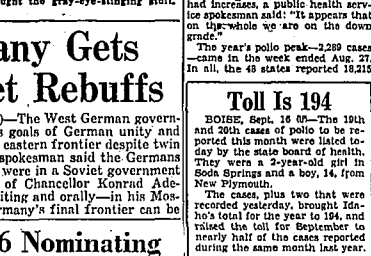 ught the gray-eye-stinging stuff.
any Gets
et Rebuffs
)—The West German govern-
s goals of German unity and
eastern frontier despite twin
spokesman said the Germans
were in a Soviet government
of Chancellor Konrad Ade-
iting and orally—in his Mos-
rmany's final frontier can be
6 Nominating
had increases, a public health serv-
ice spokesman said: "It appears that
on the whole we are on the down
grade."
The year's polio peak—2,289 cases
—came in the week ended Aug. 27.
In all, the 48 states reported 18,215
Toll Is 194
BOISE, Sept. 16 —The 19th
and 20th cases of polio to be re-
ported this month were listed to-
day by the state board of health.
They were a 2-year-old girl in
Soda Springs and a boy, 14, from
New Plymouth.
The cases, plus two that were
recorded yesterday, brought Ida-
ho's total for the year to 194, and
raised the toll for September to
nearly half of the cases reported
during the same month last year.